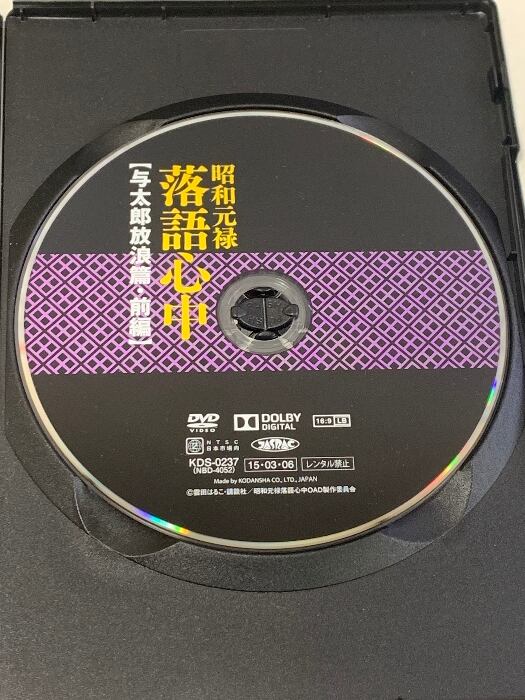 昭和元禄
落語心中
【与太郎放浪篇・前編】
DVD
VIDEO
DOLBY
DIGITAL
16:9 LB
2
NTSC
日本市場向
JASRAC
KDS-0237
(NBD-4052)
15・03・06
レンタル禁止
Made by KODANSHA CO., LTD., JAPAN
©雲田はるこ・講談社／昭和元禄落語心中OAD製作委員会